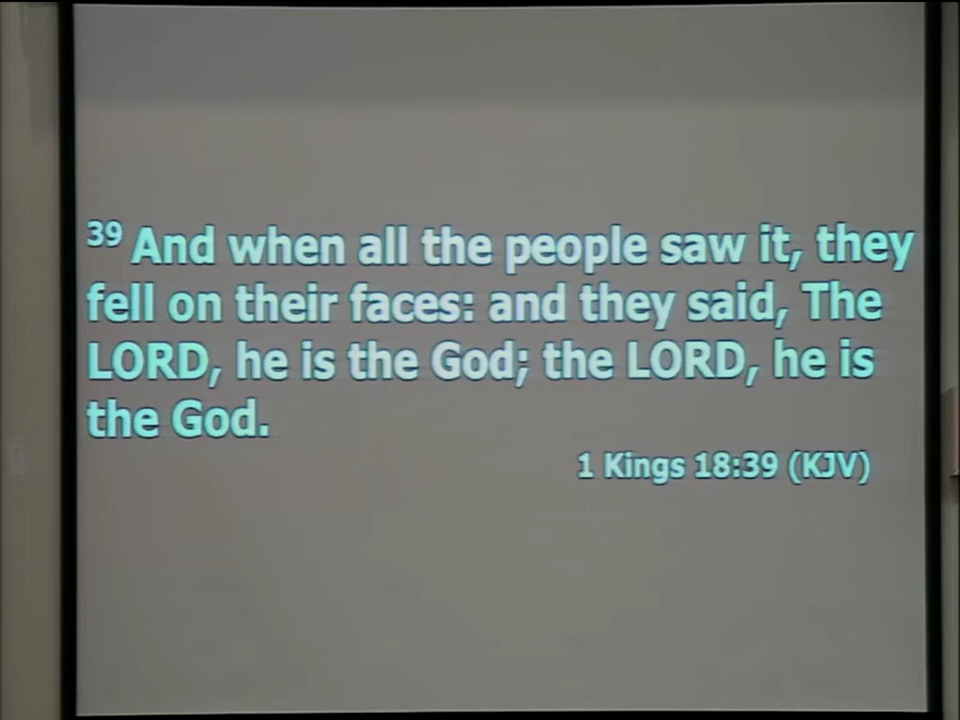 39 And when all the people saw it, they
fell on their faces: and they said, The
LORD, he is the God; the LORD, he is
the God.
1 Kings 18:39 (KJV)